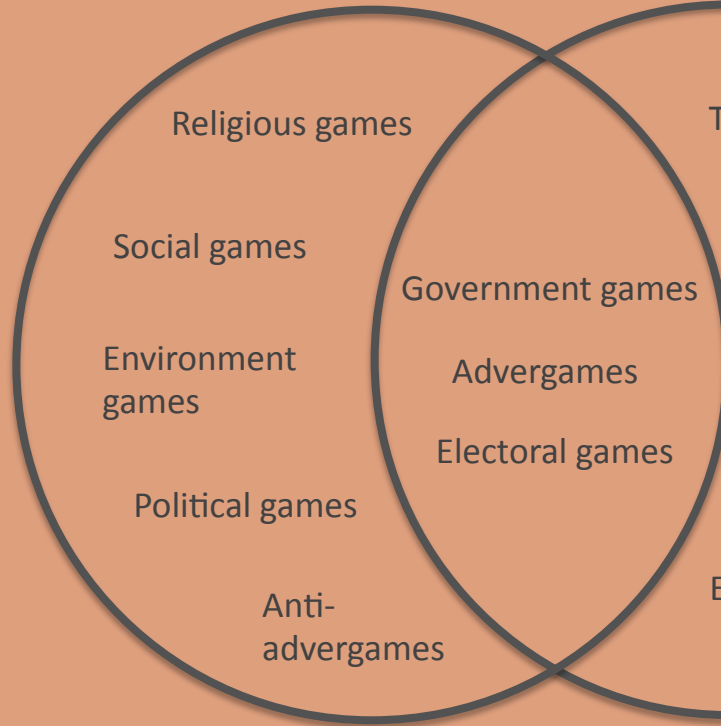 Religious games
Social games
Environment
games
Political games
Anti-
advergames
Government games
Advergames
Electoral games